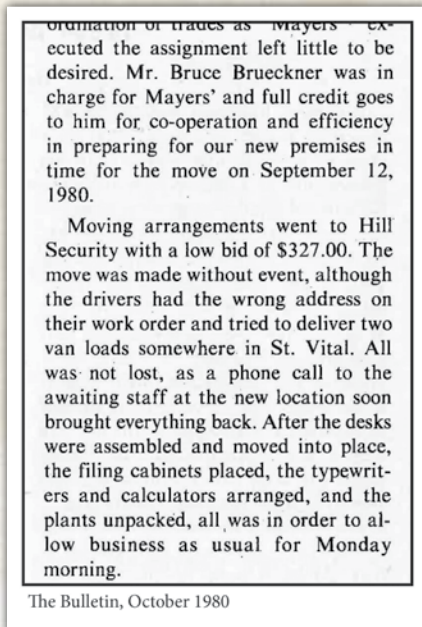 ordination of trades as Mayers ex-
ecuted the assignment left little to be
desired. Mr. Bruce Brueckner was in
charge for Mayers' and full credit goes
to him for co-operation and efficiency
in preparing for our new premises in
time for the move on September 12,
1980.
Moving arrangements went to Hill
Security with a low bid of $327.00. The
move was made without event, although
the drivers had the wrong address on
their work order and tried to deliver two
van loads somewhere in St. Vital. All
was not lost, as a phone call to the
awaiting staff at the new location soon
brought everything back. After the desks
were assembled and moved into place,
the filing cabinets placed, the typewrit-
ers and calculators arranged, and the
plants unpacked, all was in order to al-
low business as usual for Monday
morning.
The Bulletin, October 1980